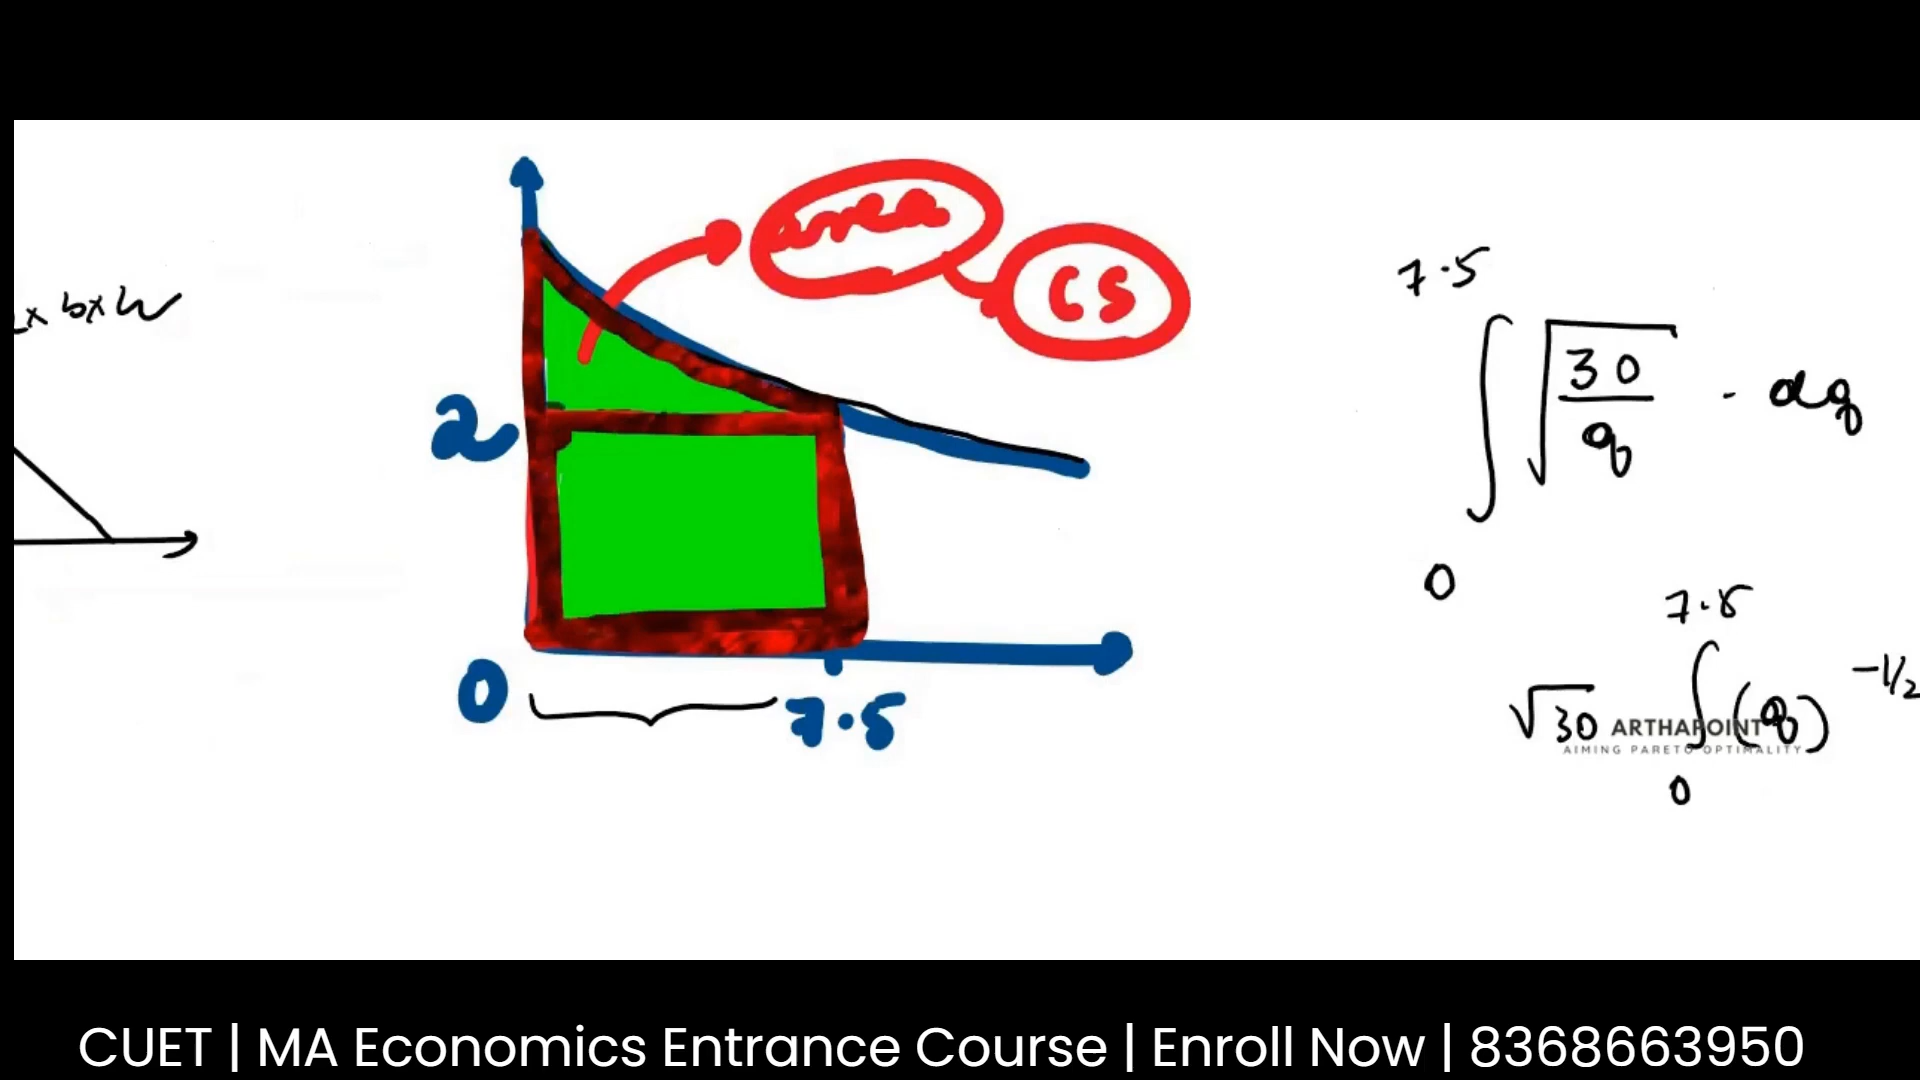 x b x h
area
CS
2
0
7.5
7.5
∫ √30/q · dq
0
7.5
√30 ∫ (q) -1/2
0
ARTHAPOINT
AIMING PARETO OPTIMALITY
CUET | MA Economics Entrance Course | Enroll Now | 8368663950